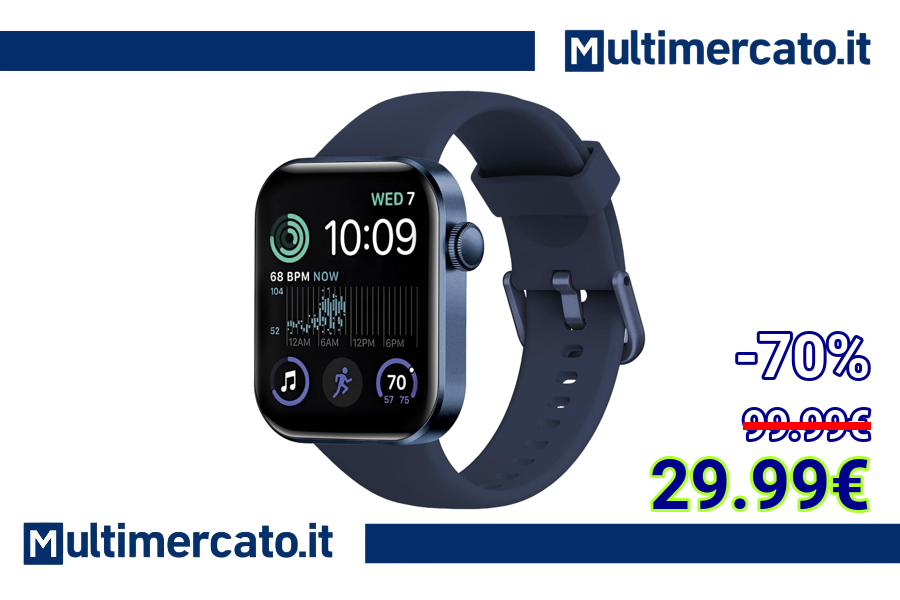 Multimercato.it
WED 7
10:09
68 BPM NOW
104
52
12AM 6AM 12PM 6PM
70
57 75
-70%
99.99€
29.99€
Multimercato.it